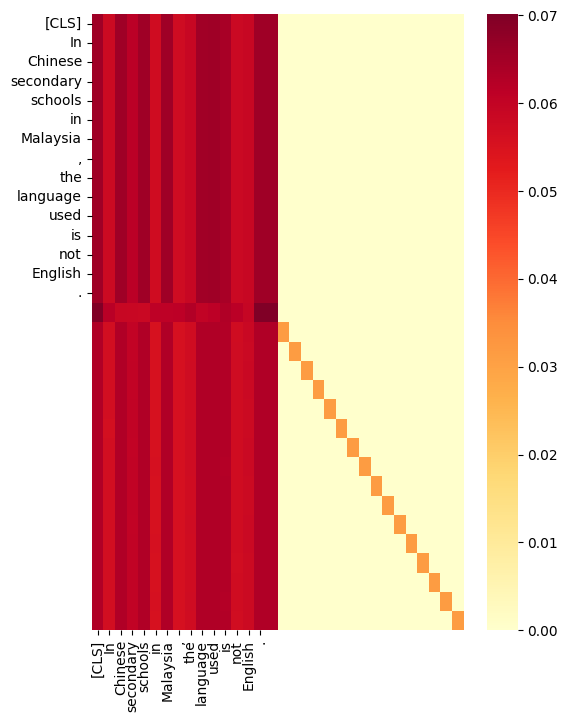 [CLS]
In
Chinese
secondary
schools
in
Malaysia
,
the
language
used
is
not
English
.
0.07
0.06
0.05
0.04
0.03
0.02
0.01
0.00
[CLS]
In
Chinese
secondary
schools
in
Malaysia
,
the
language
used
is
not
English
.